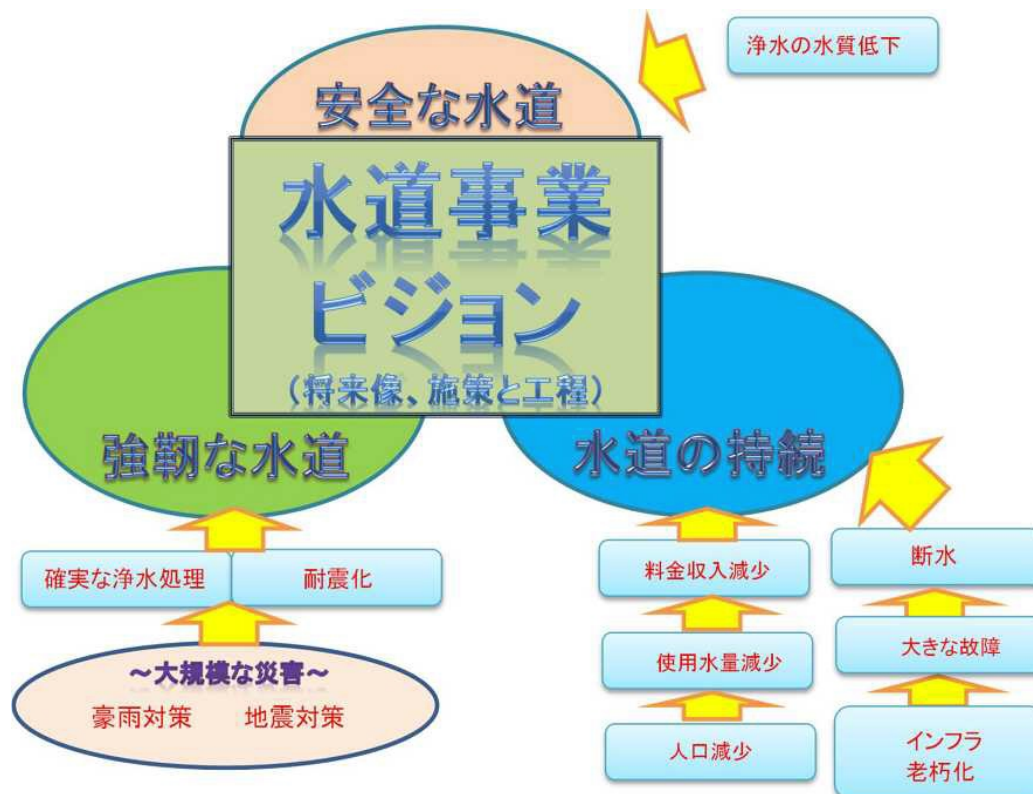 浄水の水質低下
安全な水道
水道事業
ビジョン
（将来像、施策と工程）
強靭な水道
水道の持続
確実な浄水処理
耐震化
～大規模な災害～
豪雨対策　地震対策
料金収入減少
使用水量減少
人口減少
断水
大きな故障
インフラ
老朽化